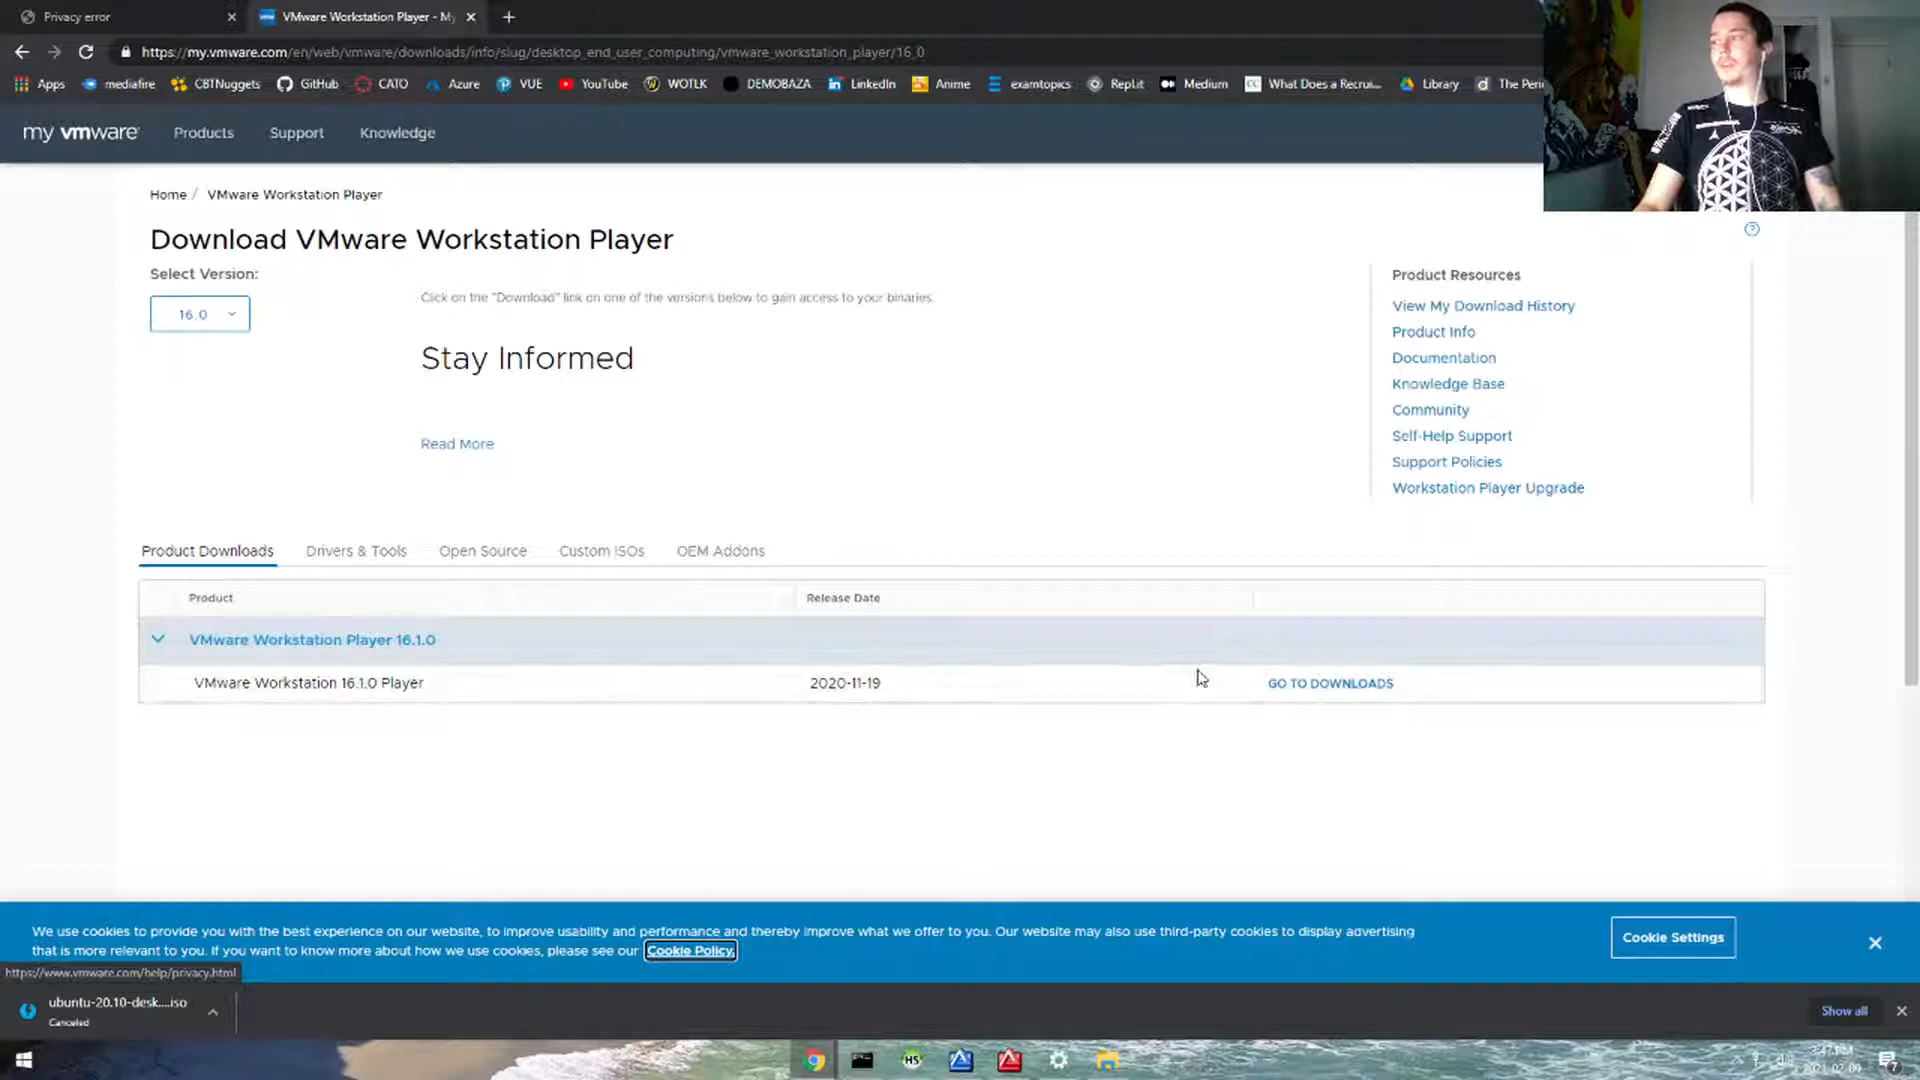 Privacy error
VMware Workstation Player - My
https://my.vmware.com/en/web/vmware/downloads/info/slug/desktop_end_user_computing/vmware_workstation_player/16_0
Apps mediafire CBTNuggets GitHub CATO Azure VUE YouTube WOTLK DEMOBAZA LinkedIn Anime examtopics Replit Medium What Does a Recrui... Library The Peri
my vmware Products Support Knowledge
Home / VMware Workstation Player
Download VMware Workstation Player
Select Version:
16.0
Click on the "Download" link on one of the versions below to gain access to your binaries.
Stay Informed
Read More
Product Resources
View My Download History
Product Info
Documentation
Knowledge Base
Community
Self-Help Support
Support Policies
Workstation Player Upgrade
Product Downloads Drivers & Tools Open Source Custom ISOs OEM Addons
Product Release Date
VMware Workstation Player 16.1.0
VMware Workstation 16.1.0 Player 2020-11-19 GO TO DOWNLOADS
We use cookies to provide you with the best experience on our website, to improve usability and performance and thereby improve what we offer to you. Our website may also use third-party cookies to display advertising
that is more relevant to you. If you want to know more about how we use cookies, please see our Cookie Policy.
Cookie Settings
https://www.vmware.com/help/privacy.html
ubuntu-20.10-desk....iso
Canceled
Show all
HS